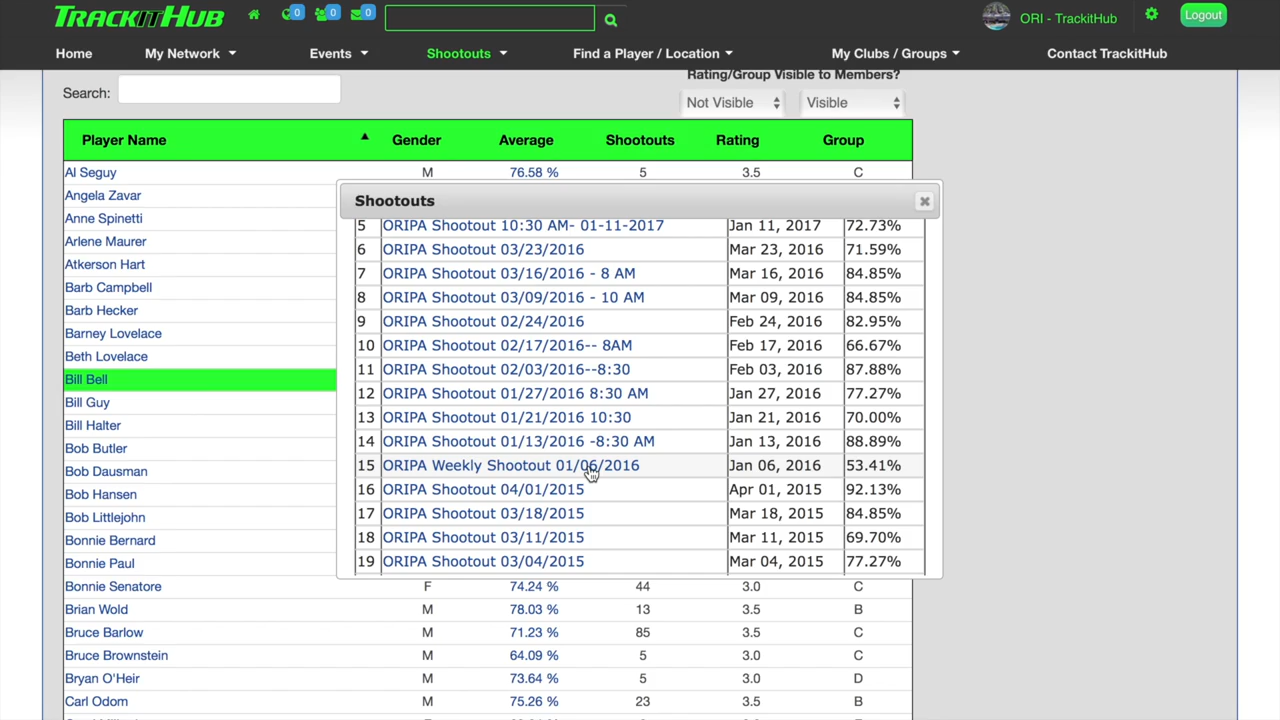 TRACKITHUB 0 0 0 ORI - TrackitHub Logout
Home My Network Events Shootouts Find a Player / Location My Clubs / Groups Contact TrackitHub
Rating/Group Visible to Members?
Search: Not Visible Visible
Player Name Gender Average Shootouts Rating Group
Al Seguy M 76.58 % 5 3.5 C
Angela Zavar
Anne Spinetti
Arlene Maurer
Atkerson Hart
Barb Campbell
Barb Hecker
Barney Lovelace
Beth Lovelace
Bill Bell
Bill Guy
Bill Halter
Bob Butler
Bob Dausman
Bob Hansen
Bob Littlejohn
Bonnie Bernard
Bonnie Paul
Shootouts
5 ORIPA Shootout 10:30 AM- 01-11-2017 Jan 11, 2017 72.73%
6 ORIPA Shootout 03/23/2016 Mar 23, 2016 71.59%
7 ORIPA Shootout 03/16/2016 - 8 AM Mar 16, 2016 84.85%
8 ORIPA Shootout 03/09/2016 - 10 AM Mar 09, 2016 84.85%
9 ORIPA Shootout 02/24/2016 Feb 24, 2016 82.95%
10 ORIPA Shootout 02/17/2016-- 8AM Feb 17, 2016 66.67%
11 ORIPA Shootout 02/03/2016--8:30 Feb 03, 2016 87.88%
12 ORIPA Shootout 01/27/2016 8:30 AM Jan 27, 2016 77.27%
13 ORIPA Shootout 01/21/2016 10:30 Jan 21, 2016 70.00%
14 ORIPA Shootout 01/13/2016 -8:30 AM Jan 13, 2016 88.89%
15 ORIPA Weekly Shootout 01/06/2016 Jan 06, 2016 53.41%
16 ORIPA Shootout 04/01/2015 Apr 01, 2015 92.13%
17 ORIPA Shootout 03/18/2015 Mar 18, 2015 84.85%
18 ORIPA Shootout 03/11/2015 Mar 11, 2015 69.70%
19 ORIPA Shootout 03/04/2015 Mar 04, 2015 77.27%
Bonnie Senatore F 74.24 % 44 3.0 C
Brian Wold M 78.03 % 13 3.5 B
Bruce Barlow M 71.23 % 85 3.5 C
Bruce Brownstein M 64.09 % 5 3.0 C
Bryan O'Heir M 73.64 % 5 3.0 D
Carl Odom M 75.26 % 23 3.5 B